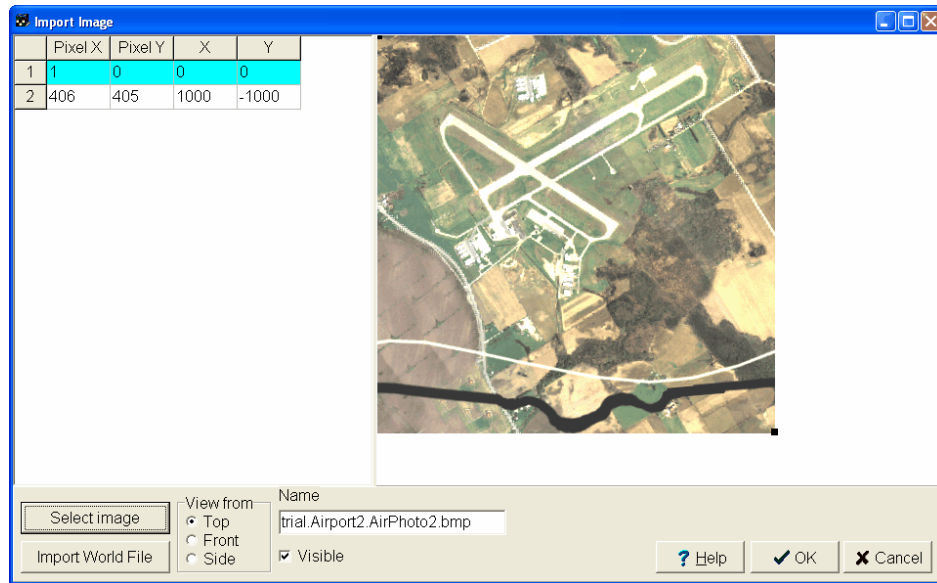 Import Image
Pixel X Pixel Y X Y
1 1 0 0 0
2 406 405 1000 -1000
Select image
Import World File
View from
Top
Front
Side
Name
trial.Airport2.AirPhoto2.bmp
Visible
? Help
OK
Cancel